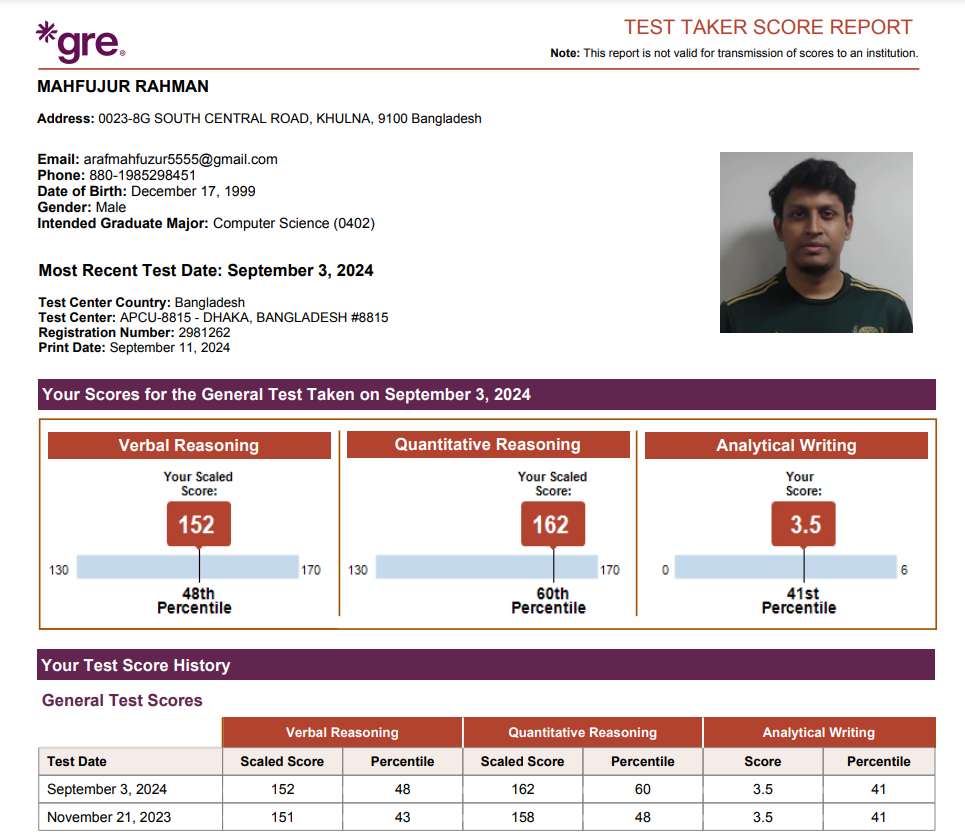 *gre®
TEST TAKER SCORE REPORT
Note: This report is not valid for transmission of scores to an institution.
MAHFUJUR RAHMAN
Address: 0023-8G SOUTH CENTRAL ROAD, KHULNA, 9100 Bangladesh
Email: arafmahfuzur5555@gmail.com
Phone: 880-1985298451
Date of Birth: December 17, 1999
Gender: Male
Intended Graduate Major: Computer Science (0402)
Most Recent Test Date: September 3, 2024
Test Center Country: Bangladesh
Test Center: APCU-8815 - DHAKA, BANGLADESH #8815
Registration Number: 2981262
Print Date: September 11, 2024
Your Scores for the General Test Taken on September 3, 2024
Verbal Reasoning
Your Scaled
Score:
152
130 170
48th
Percentile
Quantitative Reasoning
Your Scaled
Score:
162
130 170
60th
Percentile
Analytical Writing
Your
Score:
3.5
0 6
41st
Percentile
Your Test Score History
General Test Scores
Verbal Reasoning Quantitative Reasoning Analytical Writing
Test Date Scaled Score Percentile Scaled Score Percentile Score Percentile
September 3, 2024 152 48 162 60 3.5 41
November 21, 2023 151 43 158 48 3.5 41